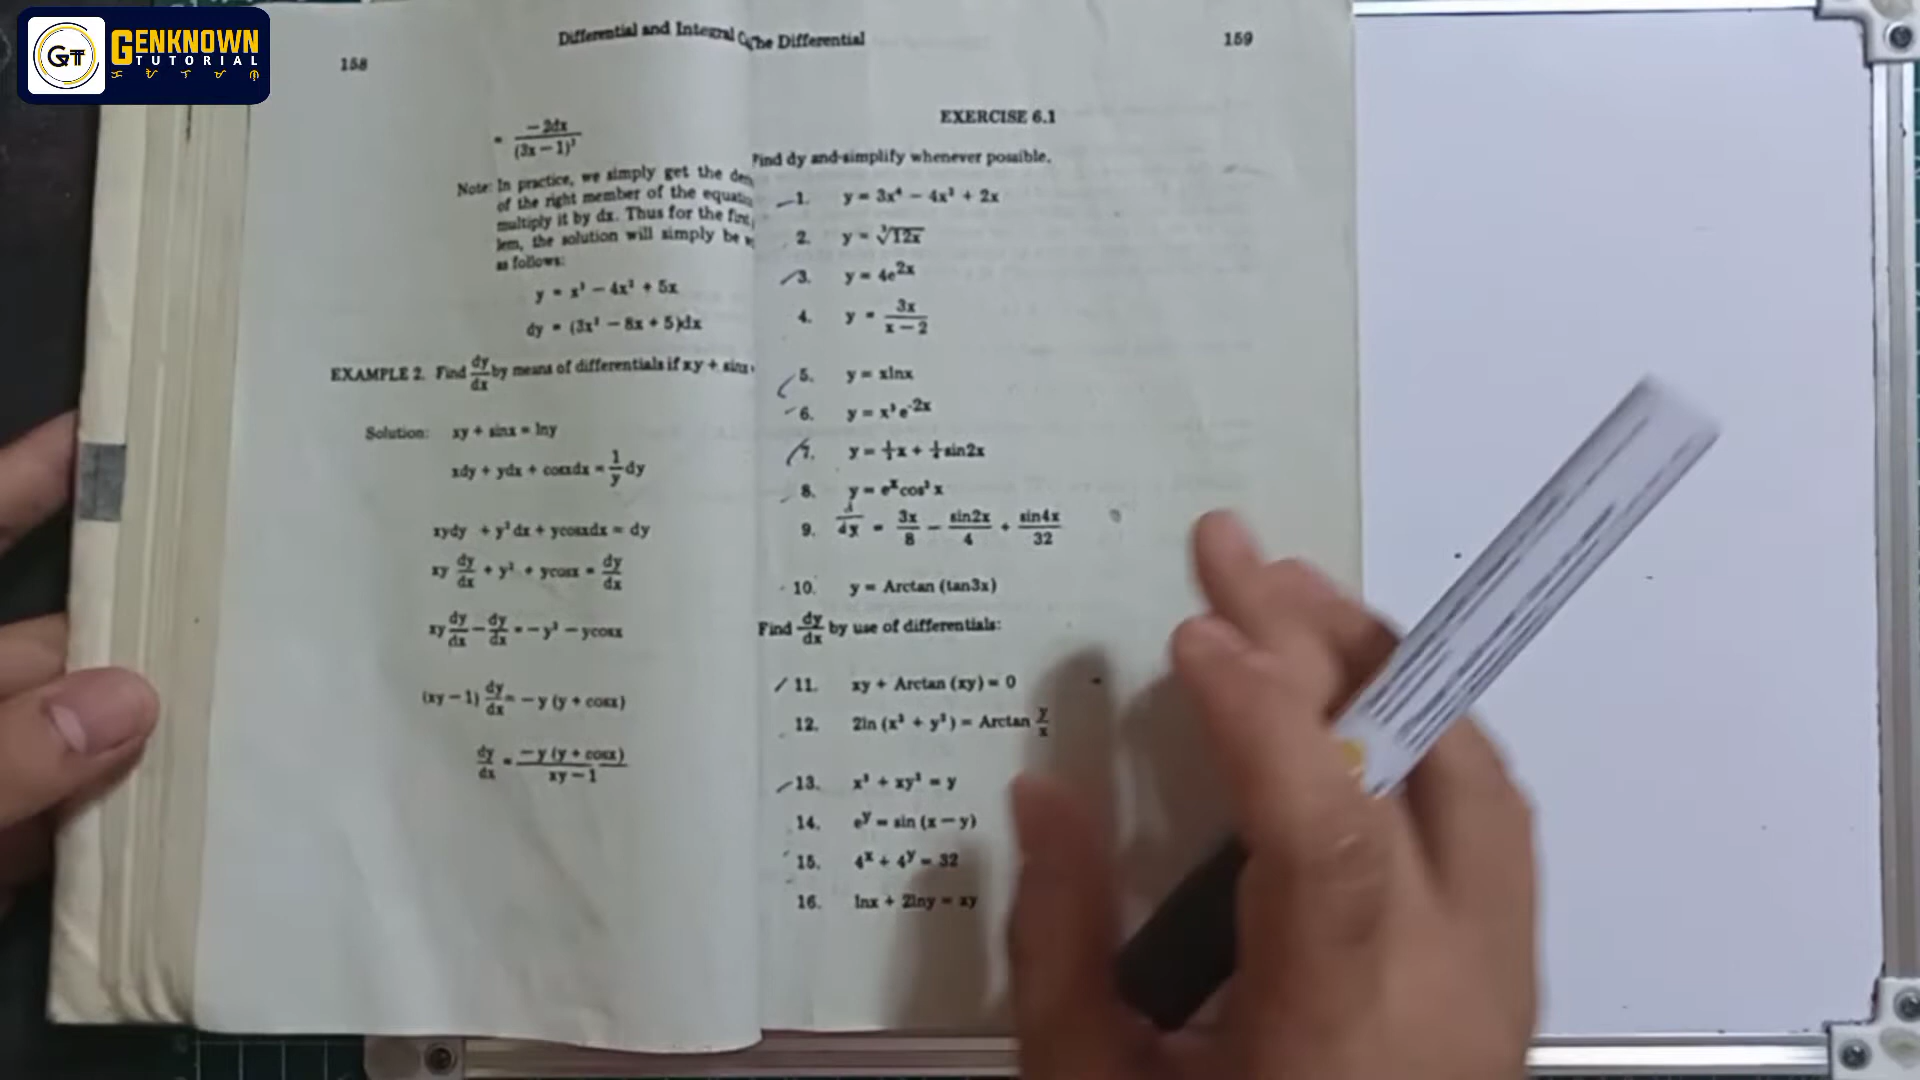 GT
GENKNOWN
TUTORIAL
158
Differential and Integral
= -2dx / (3x - 1)²
Note: In practice, we simply get the
of the right member of the
multiply it by dx. Thus for the
lem, the solution will simply be
as follows:
y = x³ - 4x² + 5x
dy = (3x² - 8x + 5)dx
EXAMPLE 2. Find dy/dx by means of differentials if xy + sinx
Solution: xy + sinx = lny
xdy + ydx + cosxdx = 1/y dy
xydy + y²dx + ycosxdx = dy
xy dy/dx + y² + ycosx = dy/dx
xy dy/dx - dy/dx = -y² - ycosx
(xy - 1) dy/dx = -y (y + cosx)
dy/dx = -y (y + cosx) / xy - 1
The Differential 159
EXERCISE 6.1
Find dy and simplify whenever possible.
1. y = 3x⁴ - 4x² + 2x
2. y = ³√12x
3. y = 4e^2x
4. y = 3x / x - 2
5. y = xlnx
6. y = x³e^-2x
7. y = ½x + ¼sin2x
8. y = e^x cos² x
9. dy = 3x/8 - sin2x/4 + sin4x/32
10. y = Arctan (tan3x)
Find dy/dx by use of differentials:
11. xy + Arctan (xy) = 0
12. 2ln (x² + y²) = Arctan y/x
13. x³ + xy² = y
14. e^y = sin (x - y)
15. 4^x + 4^y = 32
16. lnx + 2lny = xy